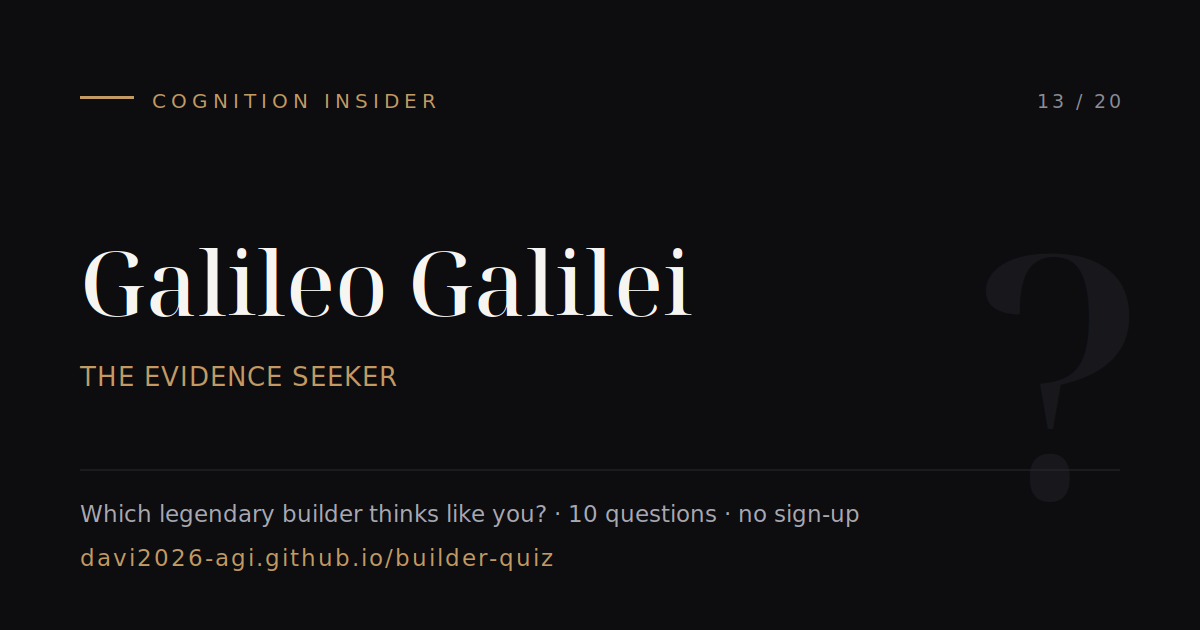 COGNITION INSIDER
13 / 20
Galileo Galilei
THE EVIDENCE SEEKER
?
Which legendary builder thinks like you? · 10 questions · no sign-up
davi2026-agi.github.io/builder-quiz